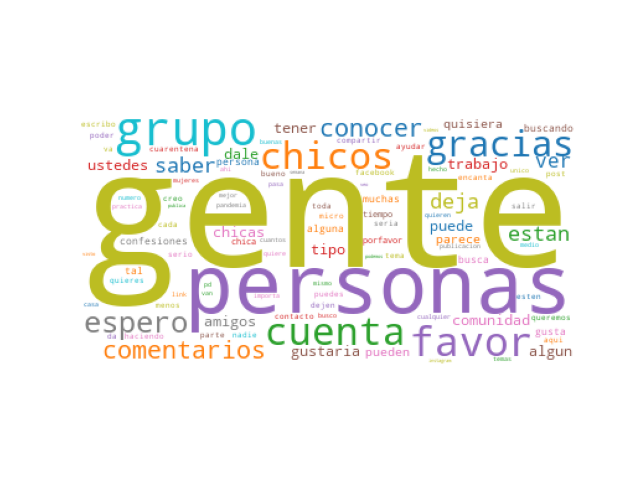 escribo grupo tener conocer quisiera buscando
poder compartir gracias
va cuarentena dale chicos ayudar ver
ustedes saber persona trabajo
mujeres bueno facebook hecho encanta unico post
gente
numero creo mejor toda muchas deja quieren salir
practica cada pandemia micro tiempo puede
chicas alguna seria estan
confesiones chica cuantos tipo porfavor parece publicacion
serio quiere tema busca medio
tal personas
quieres mismo esten
casa link menos importa puedes
espero amigos dejen comunidad queremos
contacto busco cuenta favor cualquier gusta
da haciendo parte nadie aqui
comentarios gustaria pueden algun
instagram temas